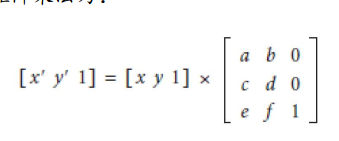 a b 0
[x′ y′ 1] = [x y 1] × c d 0
e f 1